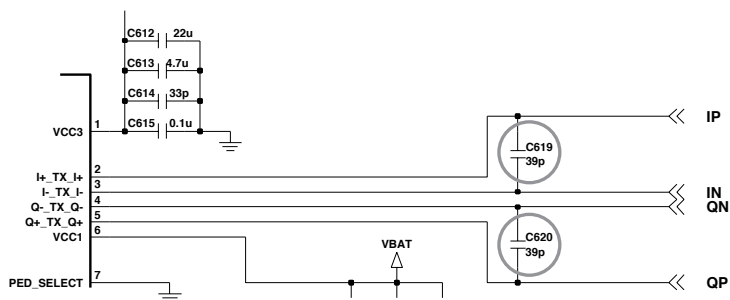 C612 22u
C613 4.7u
C614 33p
C615 0.1u
VCC3 1
I+_TX_I+ 2
I-_TX_I- 3
Q-_TX_Q- 4
Q+_TX_Q+ 5
VCC1 6
PED_SELECT 7
VBAT
C619
39p
C620
39p
IP
IN
QN
QP